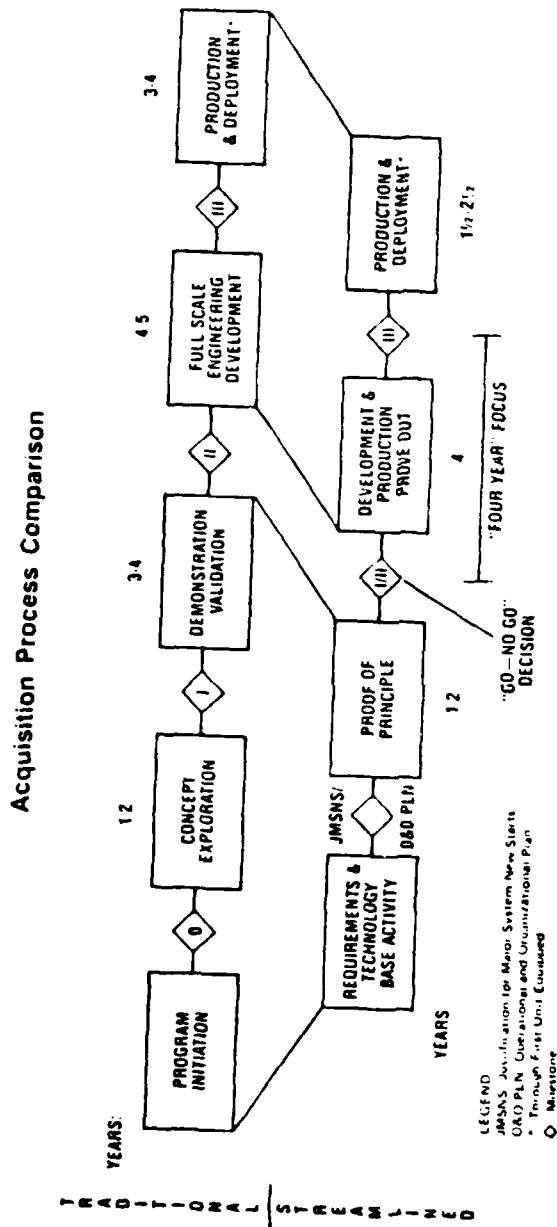 Acquisition Process Comparison
TRADITIONAL
YEARS:
1 2
3-4
4 5
3-4
PROGRAM
INITIATION
0
CONCEPT
EXPLORATION
I
DEMONSTRATION
VALIDATION
II
FULL SCALE
ENGINEERING
DEVELOPMENT
III
PRODUCTION
& DEPLOYMENT*
STREAMLINED
REQUIREMENTS &
TECHNOLOGY
BASE ACTIVITY
JMSNS/
O&O PLN
PROOF OF
PRINCIPLE
I/II
DEVELOPMENT &
PRODUCTION
PROVE OUT
III
PRODUCTION &
DEPLOYMENT*
YEARS
1 2
4
1½-2½
"GO-NO GO"
DECISION
"FOUR YEAR" FOCUS
LEGEND
JMSNS Justification for Major System New Starts
O&O PLN Operational and Organizational Plan
* Through First Unit Equipped
◇ Milestone